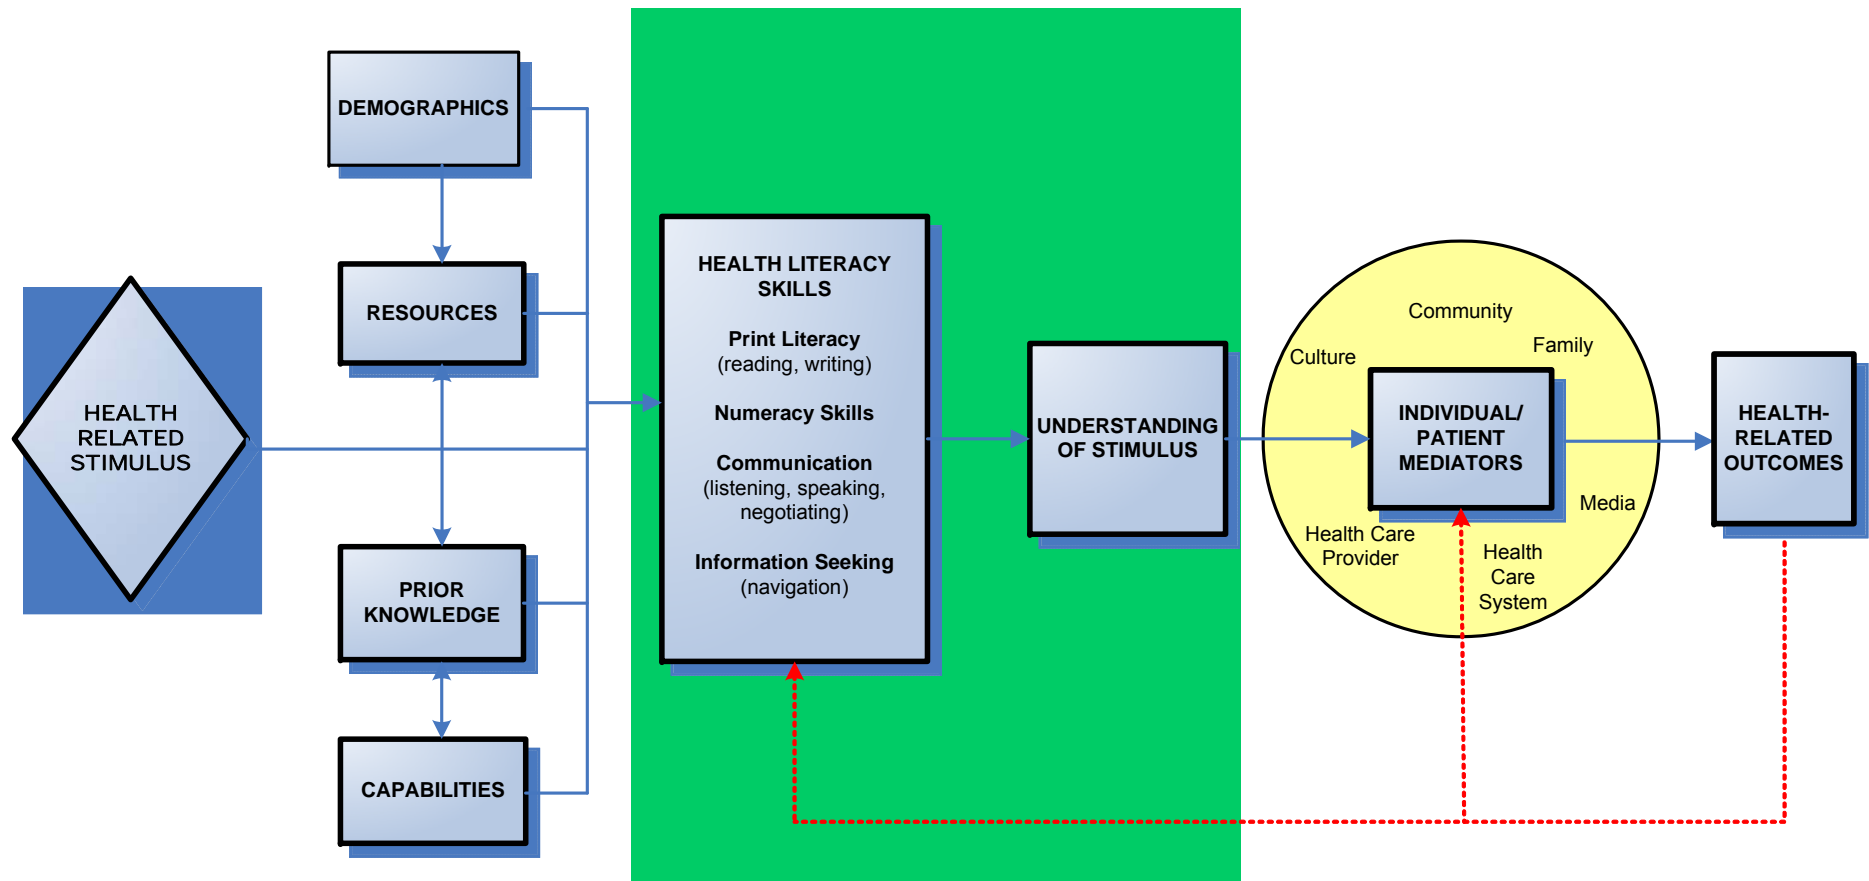 DEMOGRAPHICS
RESOURCES
HEALTH
RELATED
STIMULUS
PRIOR
KNOWLEDGE
CAPABILITIES
HEALTH LITERACY
SKILLS
Print Literacy
(reading, writing)
Numeracy Skills
Communication
(listening, speaking,
negotiating)
Information Seeking
(navigation)
UNDERSTANDING
OF STIMULUS
Community
Family
Culture
INDIVIDUAL/
PATIENT
MEDIATORS
Media
Health Care
Provider
Health
Care
System
HEALTH-
RELATED
OUTCOMES